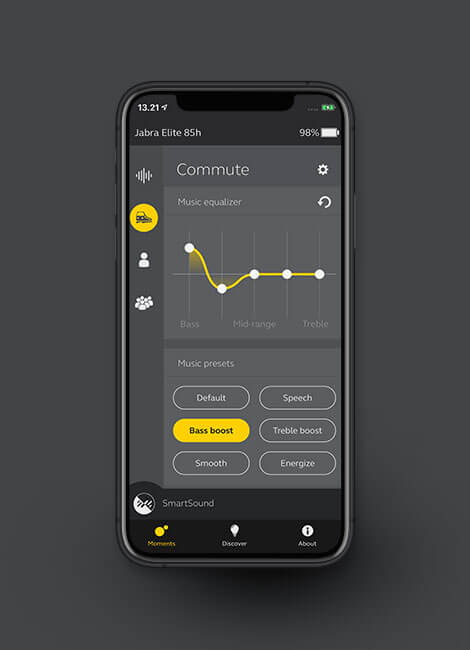 13.21
Jabra Elite 85h 98%
Commute
Music equalizer
Bass Mid-range Treble
Music presets
Default Speech
Bass boost Treble boost
Smooth Energize
SmartSound
Moments Discover About